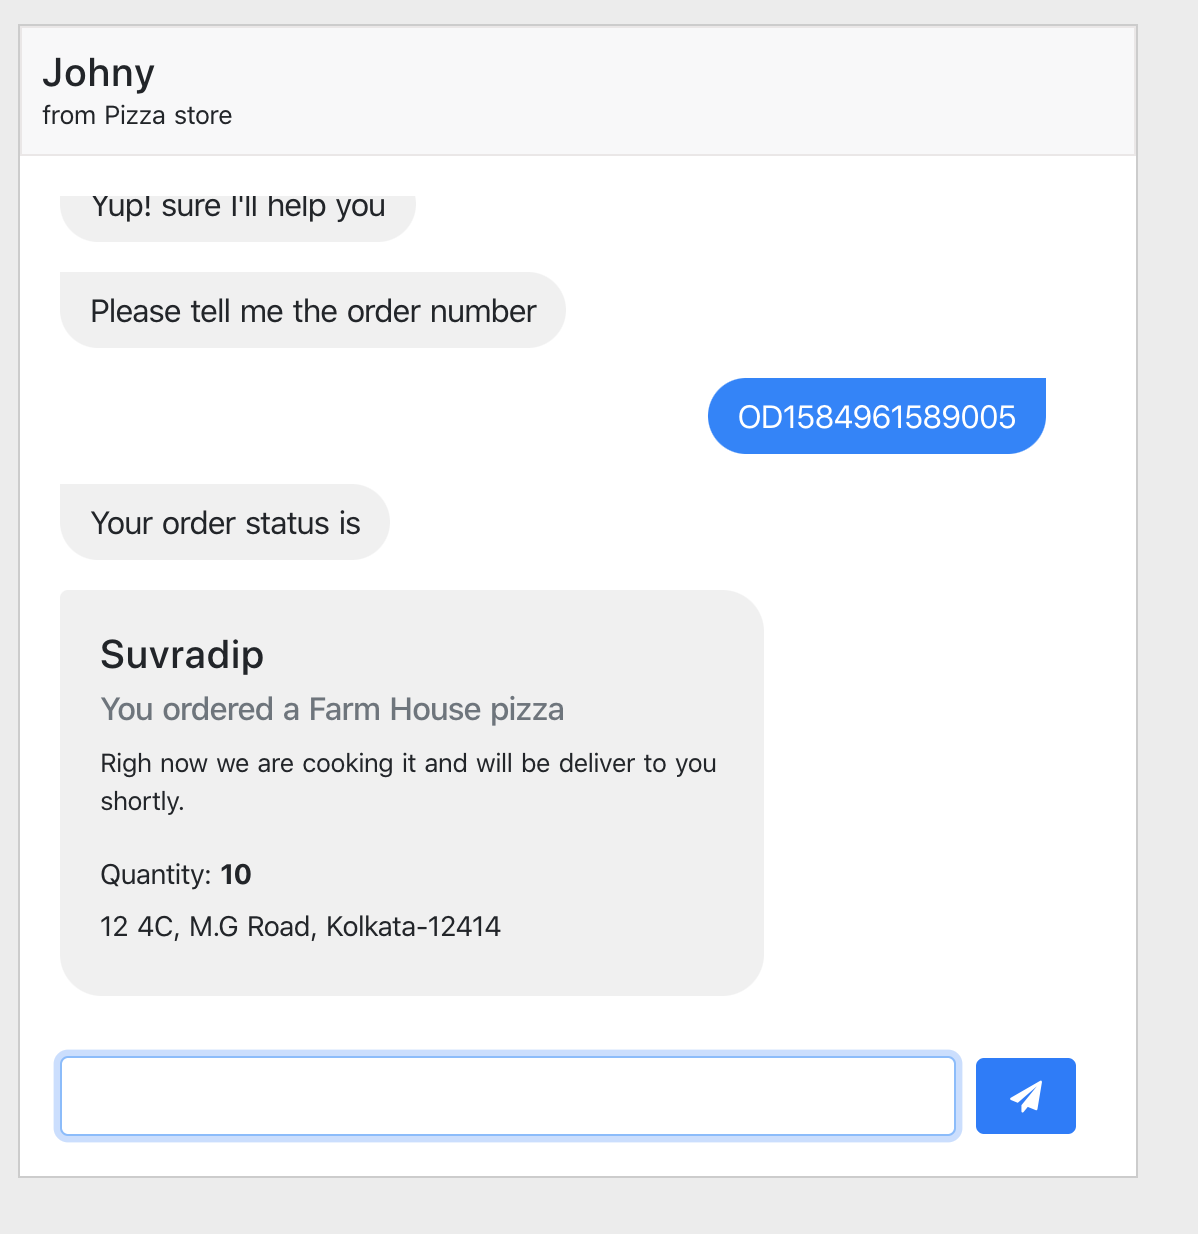 Johny
from Pizza store
Yup! sure I'll help you
Please tell me the order number
OD1584961589005
Your order status is
Suvradip
You ordered a Farm House pizza
Righ now we are cooking it and will be deliver to you
shortly.
Quantity: 10
12 4C, M.G Road, Kolkata-12414